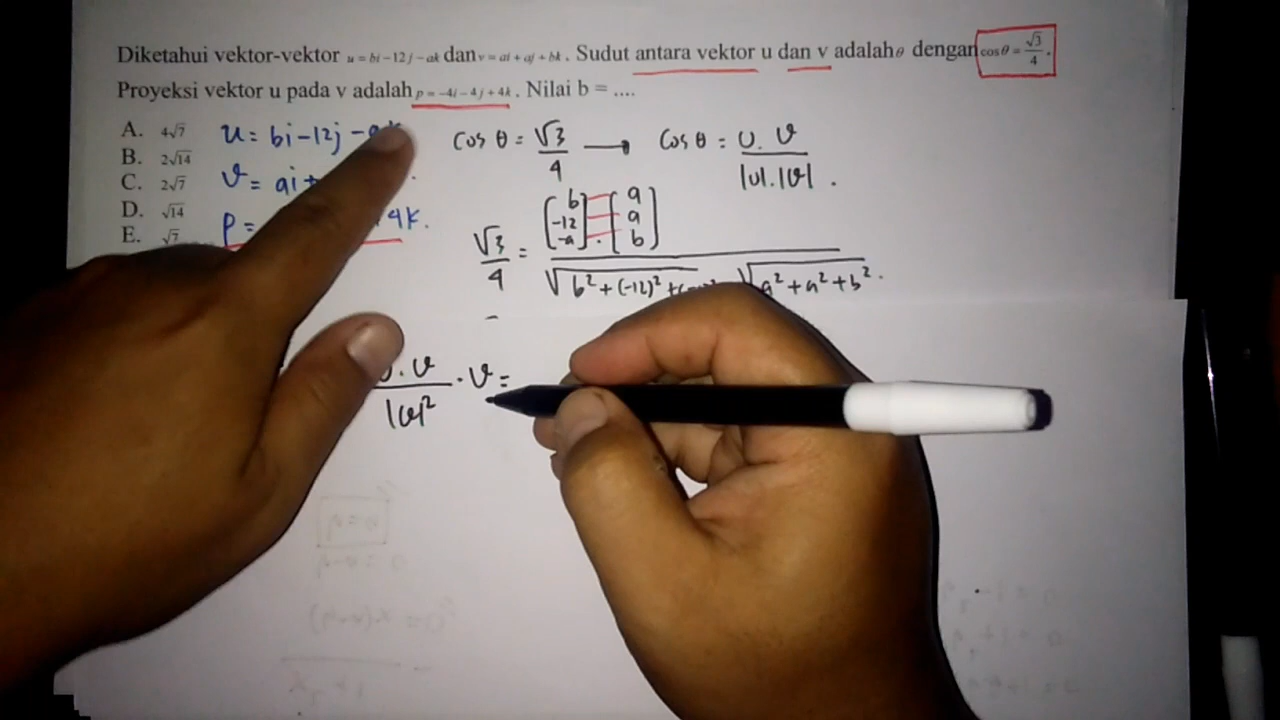 Diketahui vektor-vektor u = bi – 12j – ak dan v = ai + aj + bk . Sudut antara vektor u dan v adalah θ dengan cos θ = √3/4 .
Proyeksi vektor u pada v adalah p = –4i – 4j + 4k . Nilai b = ....
A. 4√7
B. 2√14
C. 2√7
D. √14
E. √7
u = bi – 12j –
v = ai
p = 4k.
cos θ = √3/4 → cos θ = u . v / |u|.|v| .
√3/4 = [b -12 -a] . [a a b] / √b² + (-12)² + √a² + a² + b² .
u . v / |v|² . v =